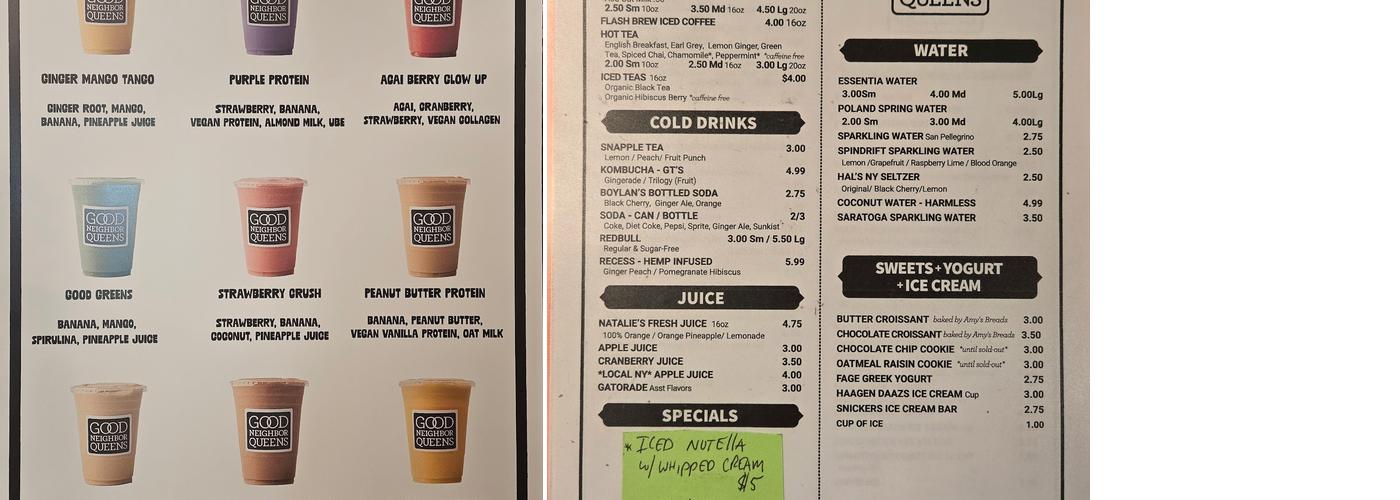 GOOD
NEIGHBOR
QUEENS
NEIGHBOR
QUEENS
NEIGHBOR
QUEENS
GINGER MANGO TANGO
GINGER ROOT, MANGO,
BANANA, PINEAPPLE JUICE
PURPLE PROTEIN
STRAWBERRY, BANANA,
VEGAN PROTEIN, ALMOND MILK, UBE
ACAI BERRY GLOW UP
ACAI, CRANBERRY,
STRAWBERRY, VEGAN COLLAGEN
GOOD
NEIGHBOR
QUEENS
GOOD
NEIGHBOR
QUEENS
GOOD
NEIGHBOR
QUEENS
GOOD GREENS
BANANA, MANGO,
SPIRULINA, PINEAPPLE JUICE
STRAWBERRY CRUSH
STRAWBERRY, BANANA,
COCONUT, PINEAPPLE JUICE
PEANUT BUTTER PROTEIN
BANANA, PEANUT BUTTER,
VEGAN VANILLA PROTEIN, OAT MILK
GOOD
NEIGHBOR
QUEENS
GOOD
NEIGHBOR
QUEENS
GOOD
NEIGHBOR
QUEENS
2.50 Sm 10oz 3.50 Md 16oz 4.50 Lg 20oz
FLASH BREW ICED COFFEE 4.00 16oz
HOT TEA
English Breakfast, Earl Grey, Lemon Ginger, Green
Tea, Spiced Chai, Chamomile*, Peppermint* *caffeine free
2.00 Sm 10oz 2.50 Md 16oz 3.00 Lg 20oz
ICED TEAS 16oz $4.00
Organic Black Tea
Organic Hibiscus Berry *caffeine free
COLD DRINKS
SNAPPLE TEA 3.00
Lemon / Peach/ Fruit Punch
KOMBUCHA - GT'S 4.99
Gingerade / Trilogy (Fruit)
BOYLAN'S BOTTLED SODA 2.75
Black Cherry, Ginger Ale, Orange
SODA - CAN / BOTTLE 2/3
Coke, Diet Coke, Pepsi, Sprite, Ginger Ale, Sunkist
REDBULL 3.00 Sm / 5.50 Lg
Regular & Sugar-Free
RECESS - HEMP INFUSED 5.99
Ginger Peach / Pomegranate Hibiscus
JUICE
NATALIE'S FRESH JUICE 16oz 4.75
100% Orange / Orange Pineapple/ Lemonade
APPLE JUICE 3.00
CRANBERRY JUICE 3.50
*LOCAL NY* APPLE JUICE 4.00
GATORADE Asst Flavors 3.00
SPECIALS
* ICED NUTELLA
W/ WHIPPED CREAM
$5
QUEENS
WATER
ESSENTIA WATER
3.00Sm 4.00 Md 5.00Lg
POLAND SPRING WATER
2.00 Sm 3.00 Md 4.00Lg
SPARKLING WATER San Pellegrino 2.75
SPINDRIFT SPARKLING WATER 2.50
Lemon /Grapefruit / Raspberry Lime / Blood Orange
HAL'S NY SELTZER 2.50
Original/ Black Cherry/Lemon
COCONUT WATER - HARMLESS 4.99
SARATOGA SPARKLING WATER 3.50
SWEETS+YOGURT
+ICE CREAM
BUTTER CROISSANT baked by Amy's Breads 3.00
CHOCOLATE CROISSANT baked by Amy's Breads 3.50
CHOCOLATE CHIP COOKIE *until sold-out* 3.00
OATMEAL RAISIN COOKIE *until sold-out* 3.00
FAGE GREEK YOGURT 2.75
HAAGEN DAAZS ICE CREAM Cup 3.00
SNICKERS ICE CREAM BAR 2.75
CUP OF ICE 1.00